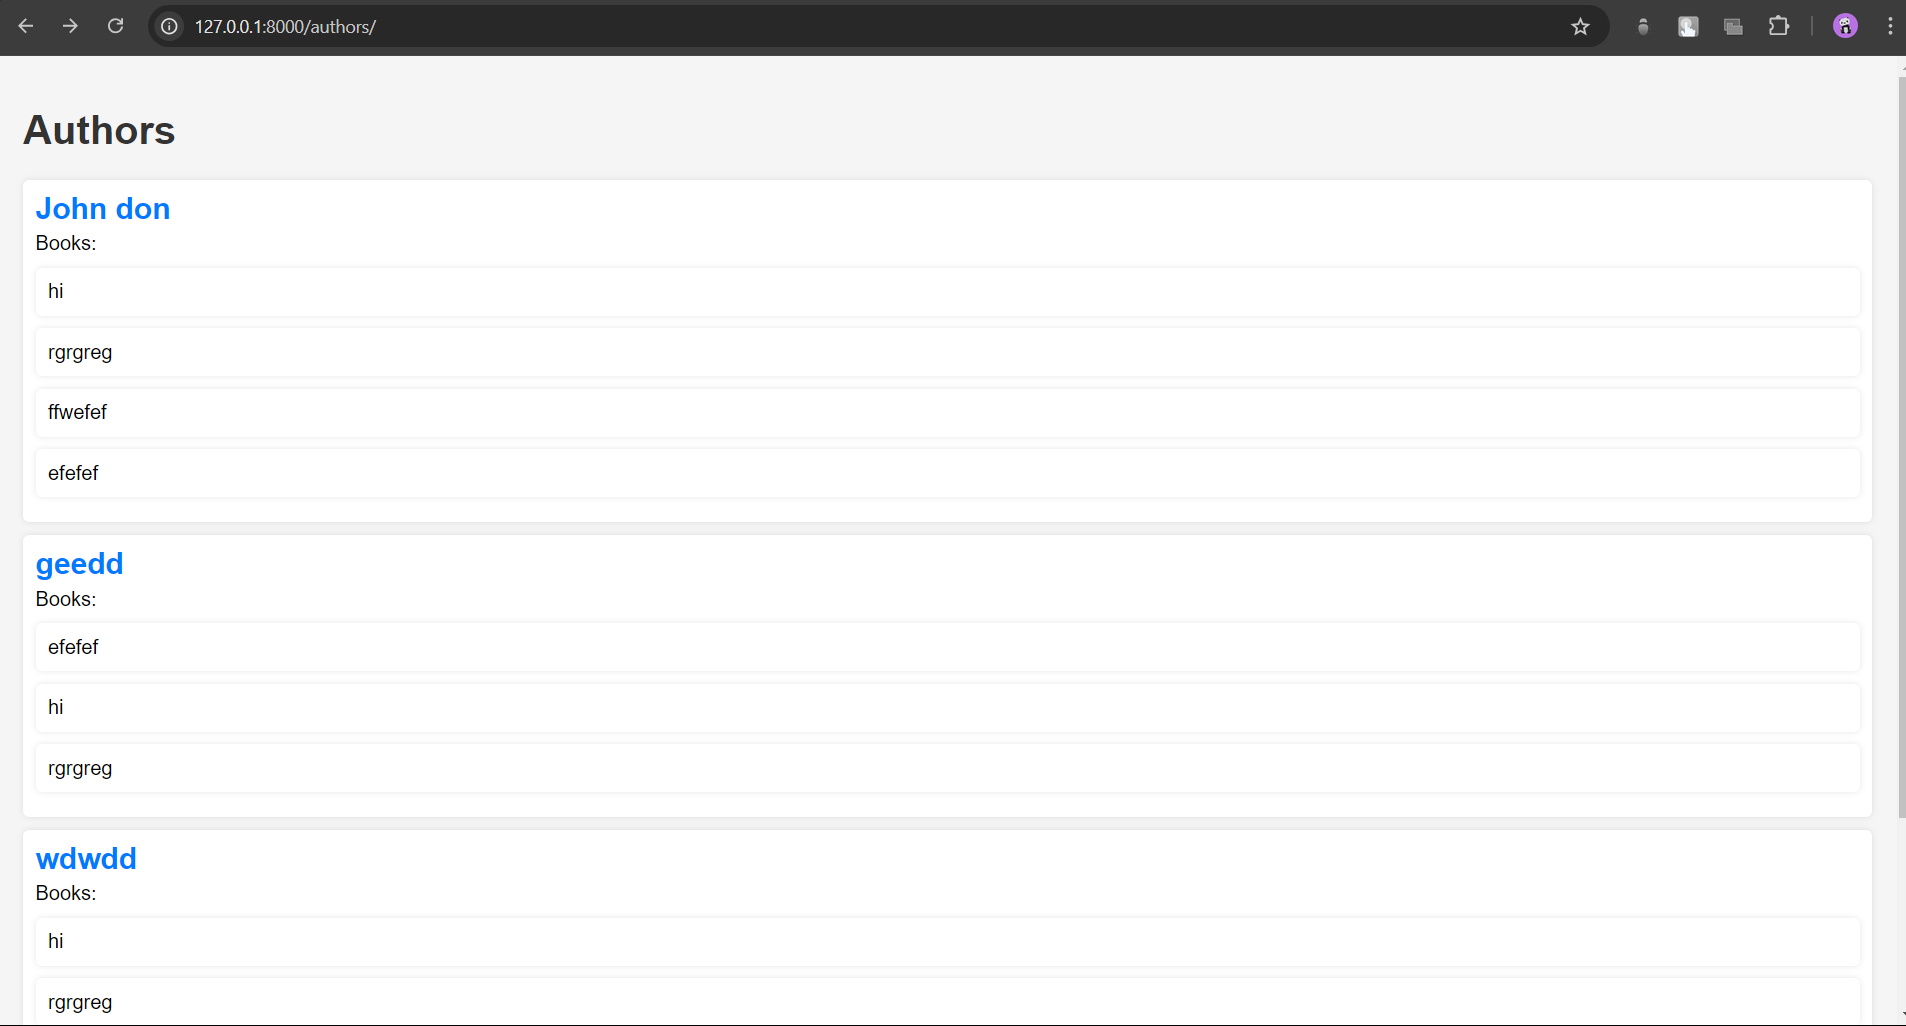 127.0.0.1:8000/authors/
Authors
John don
Books:
hi
rgrgreg
ffwefef
efefef
geedd
Books:
efefef
hi
rgrgreg
wdwdd
Books:
hi
rgrgreg